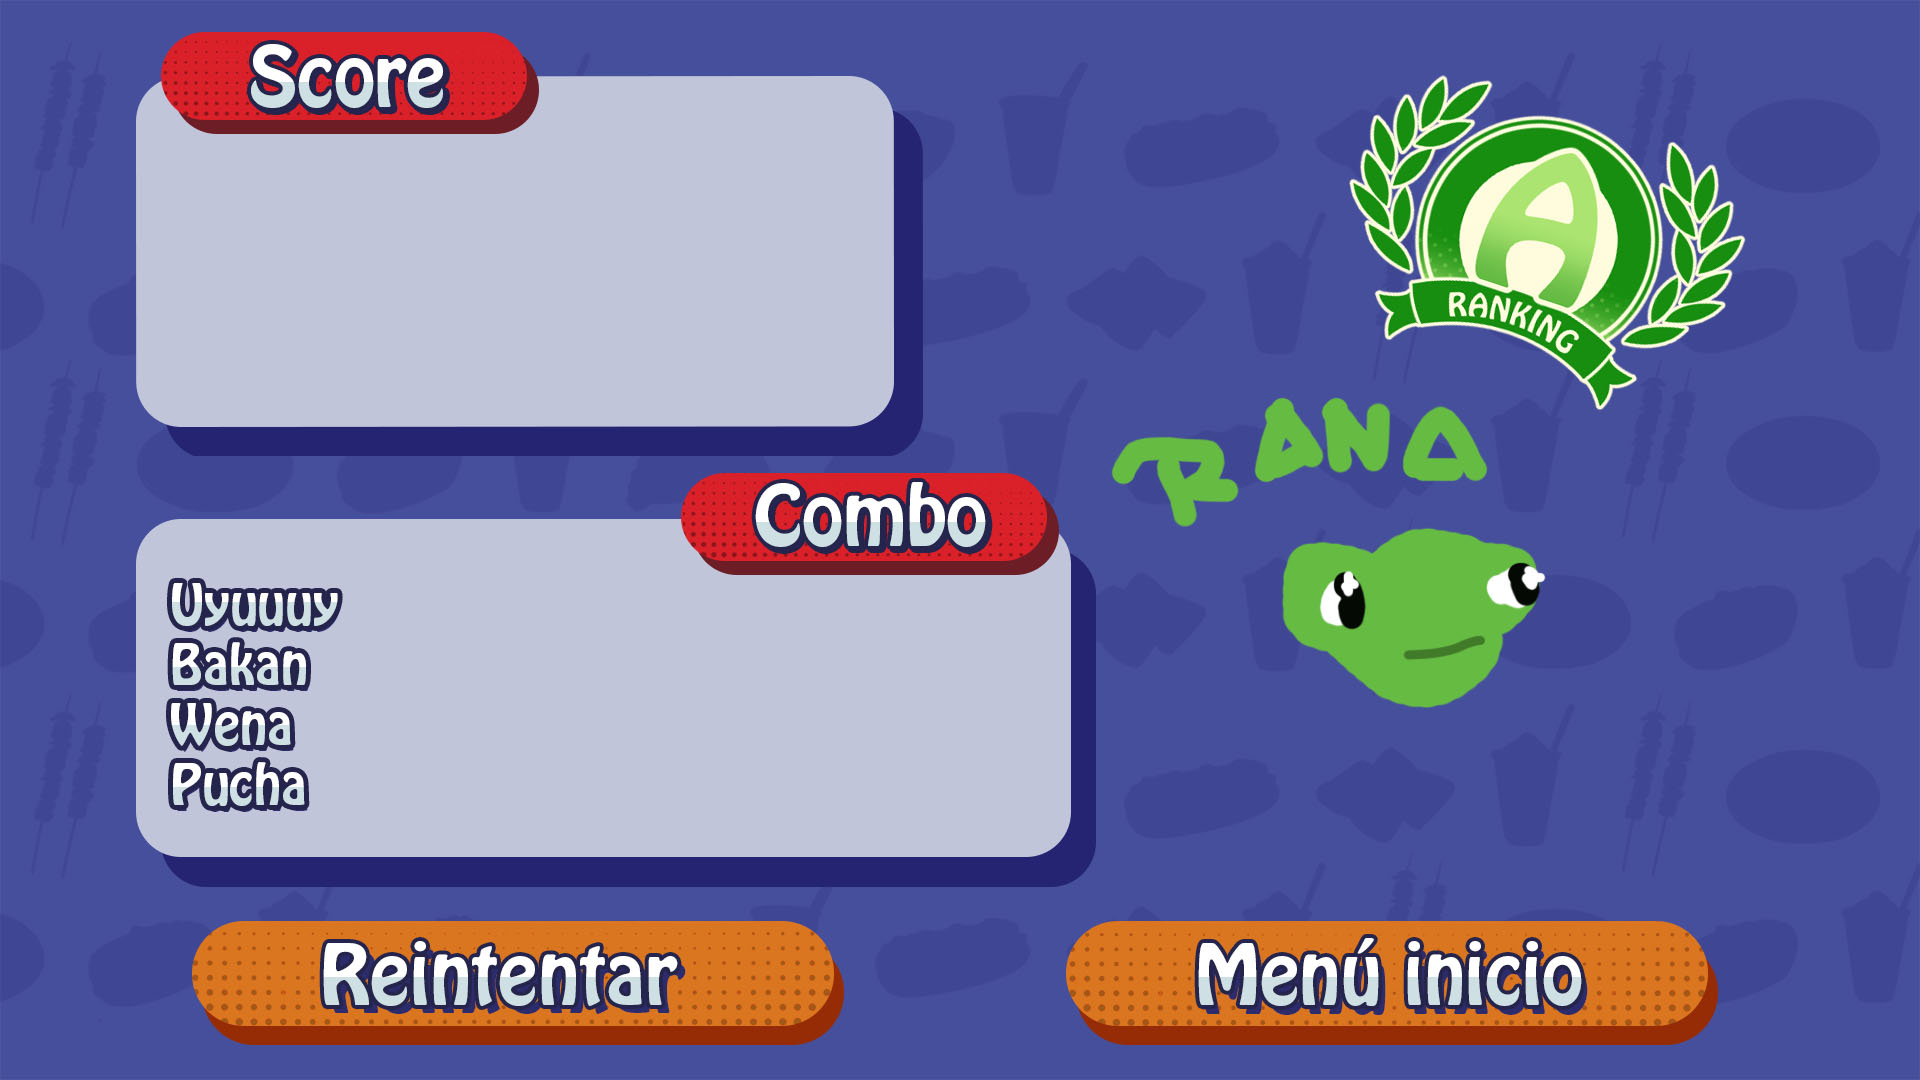 Score
A
RANKING
RANA
Combo
Uyuuuy
Bakan
Wena
Pucha
Reintentar
Menú inicio